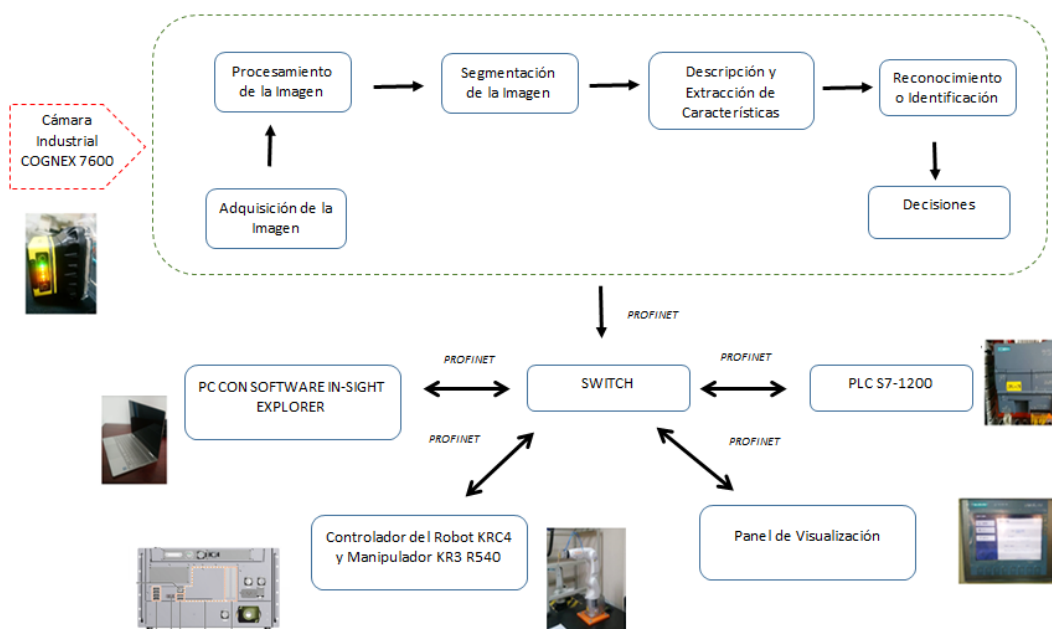 Cámara
Industrial
COGNEX 7600
Procesamiento
de la Imagen
Segmentación
de la Imagen
Descripción y
Extracción de
Características
Reconocimiento
o Identificación
Adquisición de la
Imagen
Decisiones
PROFINET
PC CON SOFTWARE IN-SIGHT
EXPLORER
PROFINET
SWITCH
PROFINET
PLC S7-1200
PROFINET
PROFINET
Controlador del Robot KRC4
y Manipulador KR3 R540
Panel de Visualización